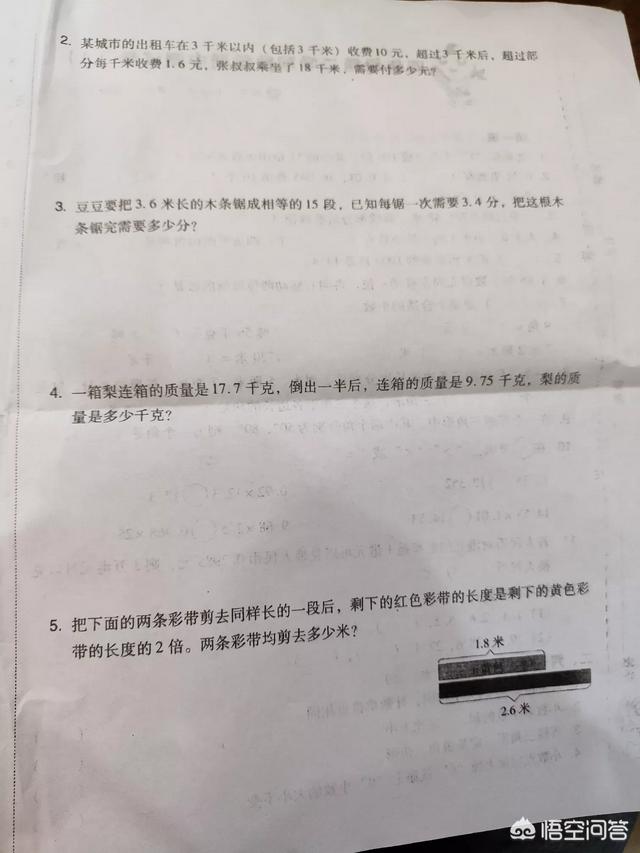 2. 某城市的出租车在3千米以内（包括3千米）收费10元，超过3千米后，超过部
分每千米收费1.6元，张叔叔乘坐了18千米，需要付多少元？
3. 豆豆要把3.6米长的木条锯成相等的15段，已知每锯一次需要3.4分，把这根木
条锯完需要多少分？
4. 一箱梨连箱的质量是17.7千克，倒出一半后，连箱的质量是9.75千克，梨的质
量是多少千克？
5. 把下面的两条彩带剪去同样长的一段后，剩下的红色彩带的长度是剩下的黄色彩
带的长度的2倍。两条彩带均剪去多少米？
1.8米
2.6米
悟空问答